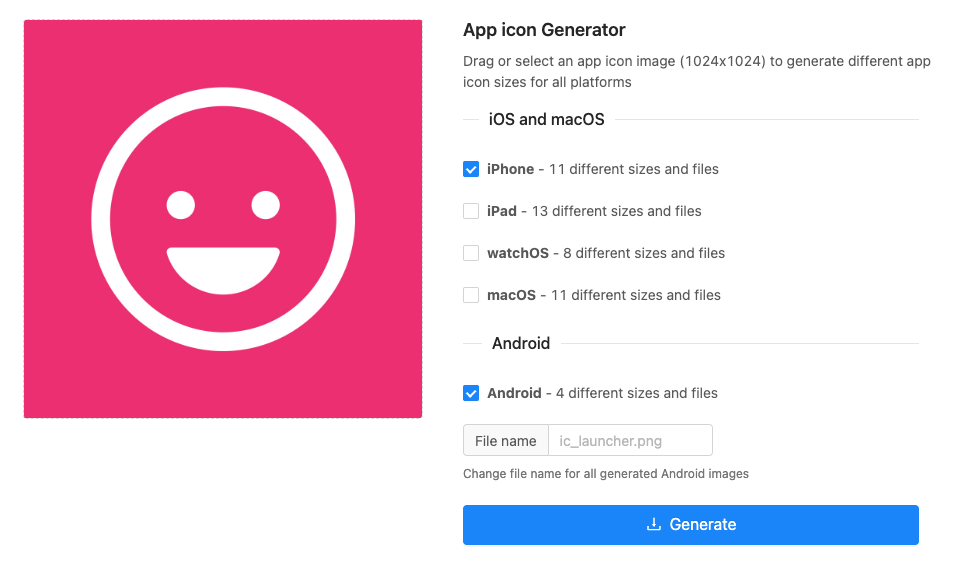 App icon Generator
Drag or select an app icon image (1024x1024) to generate different app
icon sizes for all platforms
iOS and macOS
iPhone - 11 different sizes and files
iPad - 13 different sizes and files
watchOS - 8 different sizes and files
macOS - 11 different sizes and files
Android
Android - 4 different sizes and files
File name ic_launcher.png
Change file name for all generated Android images
Generate